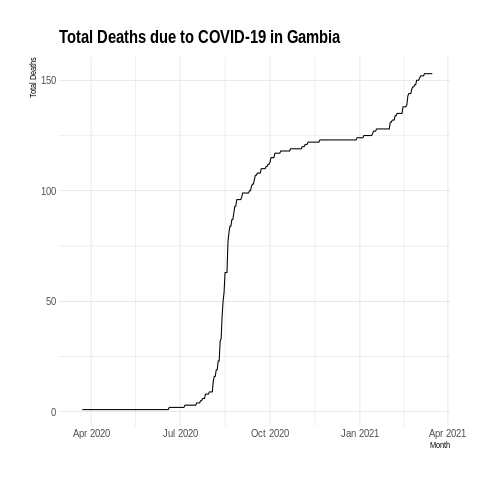 Total Deaths due to COVID-19 in Gambia
Total Deaths
150
100
50
0
Apr 2020 Jul 2020 Oct 2020 Jan 2021 Apr 2021
Month